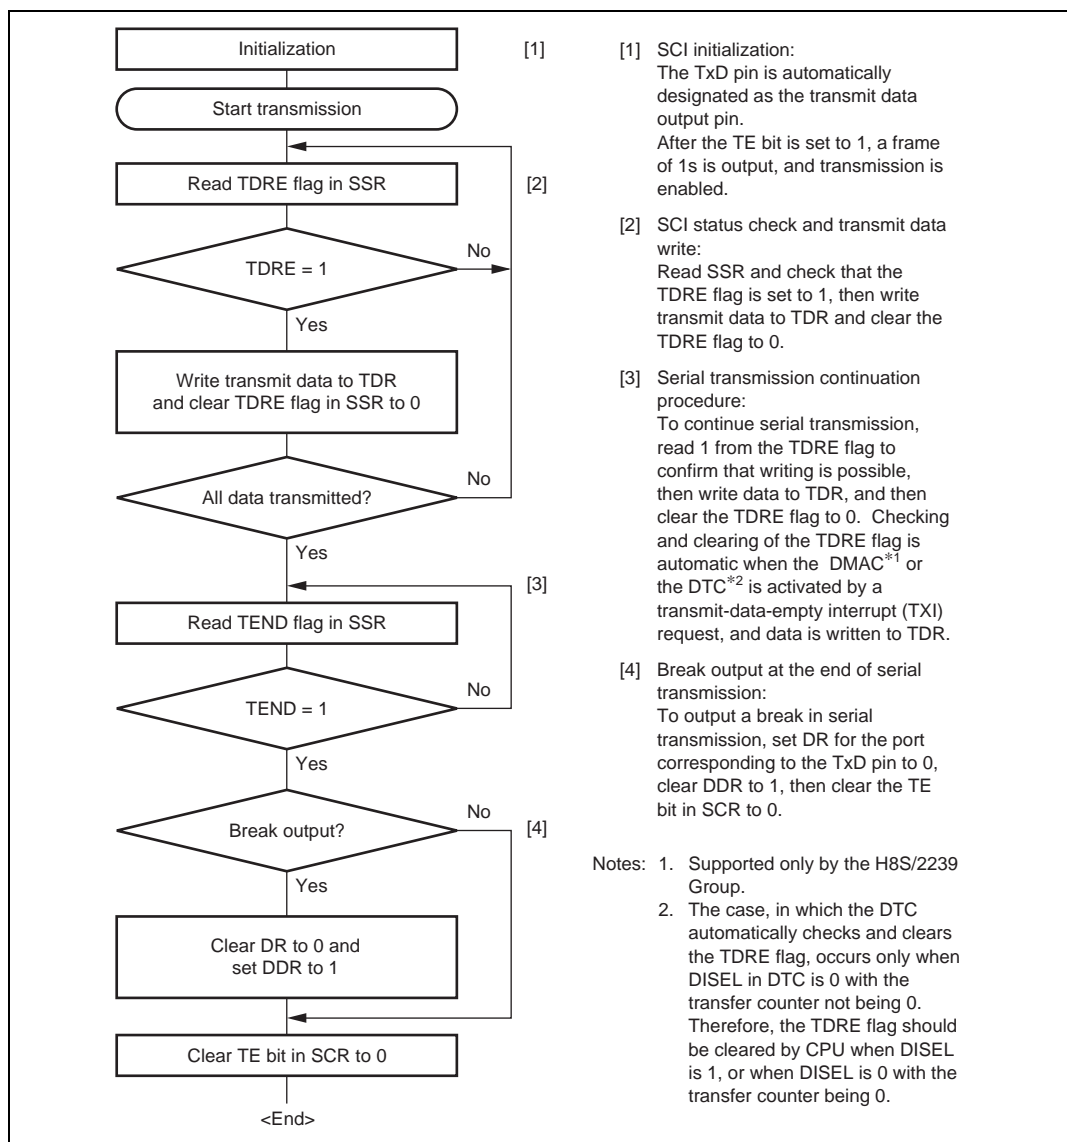 Initialization
[1]
Start transmission
Read TDRE flag in SSR
[2]
TDRE = 1
No
Yes
Write transmit data to TDR
and clear TDRE flag in SSR to 0
All data transmitted?
No
Yes
[3]
Read TEND flag in SSR
TEND = 1
No
Yes
Break output?
No
[4]
Yes
Clear DR to 0 and
set DDR to 1
Clear TE bit in SCR to 0
<End>
[1] SCI initialization:
The TxD pin is automatically
designated as the transmit data
output pin.
After the TE bit is set to 1, a frame
of 1s is output, and transmission is
enabled.
[2] SCI status check and transmit data
write:
Read SSR and check that the
TDRE flag is set to 1, then write
transmit data to TDR and clear the
TDRE flag to 0.
[3] Serial transmission continuation
procedure:
To continue serial transmission,
read 1 from the TDRE flag to
confirm that writing is possible,
then write data to TDR, and then
clear the TDRE flag to 0. Checking
and clearing of the TDRE flag is
automatic when the DMAC*1 or
the DTC*2 is activated by a
transmit-data-empty interrupt (TXI)
request, and data is written to TDR.
[4] Break output at the end of serial
transmission:
To output a break in serial
transmission, set DR for the port
corresponding to the TxD pin to 0,
clear DDR to 1, then clear the TE
bit in SCR to 0.
Notes: 1. Supported only by the H8S/2239
Group.
2. The case, in which the DTC
automatically checks and clears
the TDRE flag, occurs only when
DISEL in DTC is 0 with the
transfer counter not being 0.
Therefore, the TDRE flag should
be cleared by CPU when DISEL
is 1, or when DISEL is 0 with the
transfer counter being 0.